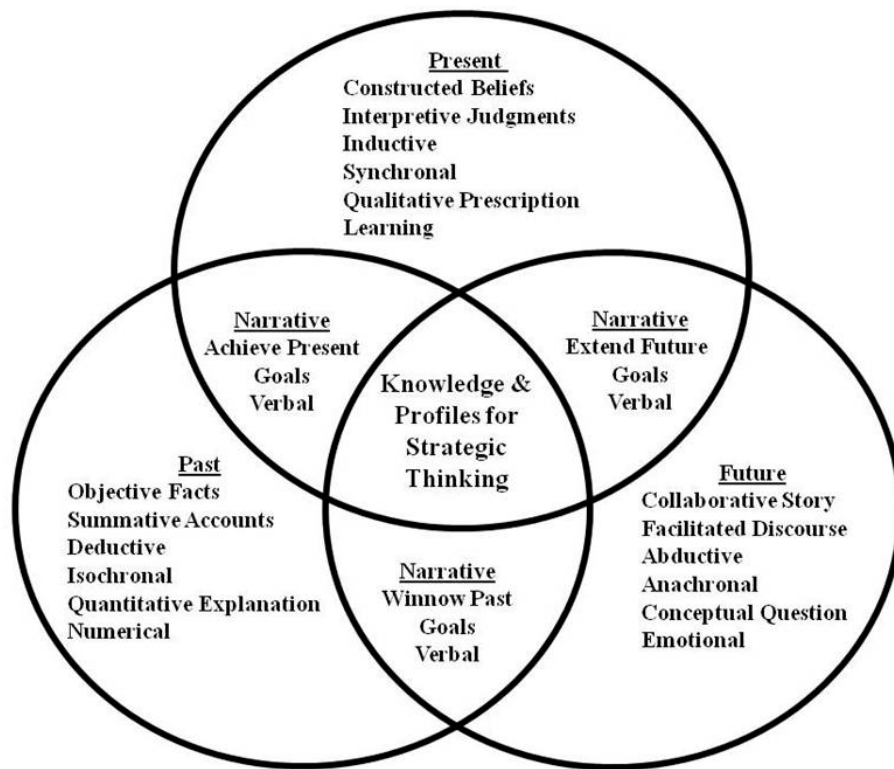 Present
Constructed Beliefs
Interpretive Judgments
Inductive
Synchronal
Qualitative Prescription
Learning
Narrative
Achieve Present
Goals
Verbal
Narrative
Extend Future
Goals
Verbal
Knowledge &
Profiles for
Strategic
Thinking
Past
Objective Facts
Summative Accounts
Deductive
Isochronal
Quantitative Explanation
Numerical
Future
Collaborative Story
Facilitated Discourse
Abductive
Anachronal
Conceptual Question
Emotional
Narrative
Winnow Past
Goals
Verbal